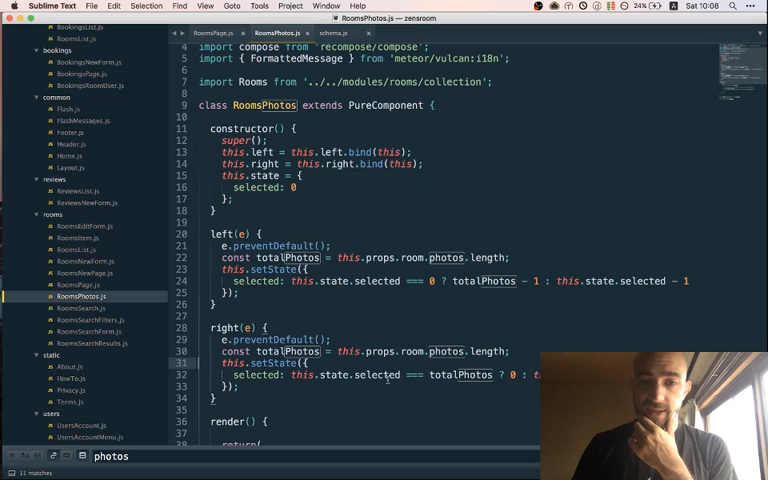 Sublime Text File Edit Selection Find View Goto Tools Project Window Help
24% Sat 10:08
RoomsPhotos.js — zensroom
RoomsPage.js RoomsPhotos.js schema.js
BookingsList.js
RoomsList.js
bookings
BookingsNewForm.js
BookingsPage.js
BookingsRoomUser.js
common
Flash.js
FlashMessages.js
Footer.js
Header.js
Home.js
Layout.js
reviews
ReviewsList.js
ReviewsNewForm.js
rooms
RoomsEditForm.js
RoomsItem.js
RoomsList.js
RoomsNewForm.js
RoomsNewPage.js
RoomsPage.js
RoomsPhotos.js
RoomsSearch.js
RoomsSearchFilters.js
RoomsSearchForm.js
RoomsSearchResults.js
static
About.js
HowTo.js
Privacy.js
Terms.js
users
UsersAccount.js
UsersAccountMenu.js
4 import compose from 'recompose/compose';
5 import { FormattedMessage } from 'meteor/vulcan:i18n';
6
7 import Rooms from '../../modules/rooms/collection';
8
9 class RoomsPhotos extends PureComponent {
10
11 constructor() {
12 super();
13 this.left = this.left.bind(this);
14 this.right = this.right.bind(this);
15 this.state = {
16 selected: 0
17 };
18 }
19
20 left(e) {
21 e.preventDefault();
22 const totalPhotos = this.props.room.photos.length;
23 this.setState({
24 selected: this.state.selected === 0 ? totalPhotos - 1 : this.state.selected - 1
25 });
26 }
27
28 right(e) {
29 e.preventDefault();
30 const totalPhotos = this.props.room.photos.length;
31 this.setState({
32 selected: this.state.selected === totalPhotos ? 0 :
33 });
34 }
35
36 render() {
37
38 return(
photos
11 matches